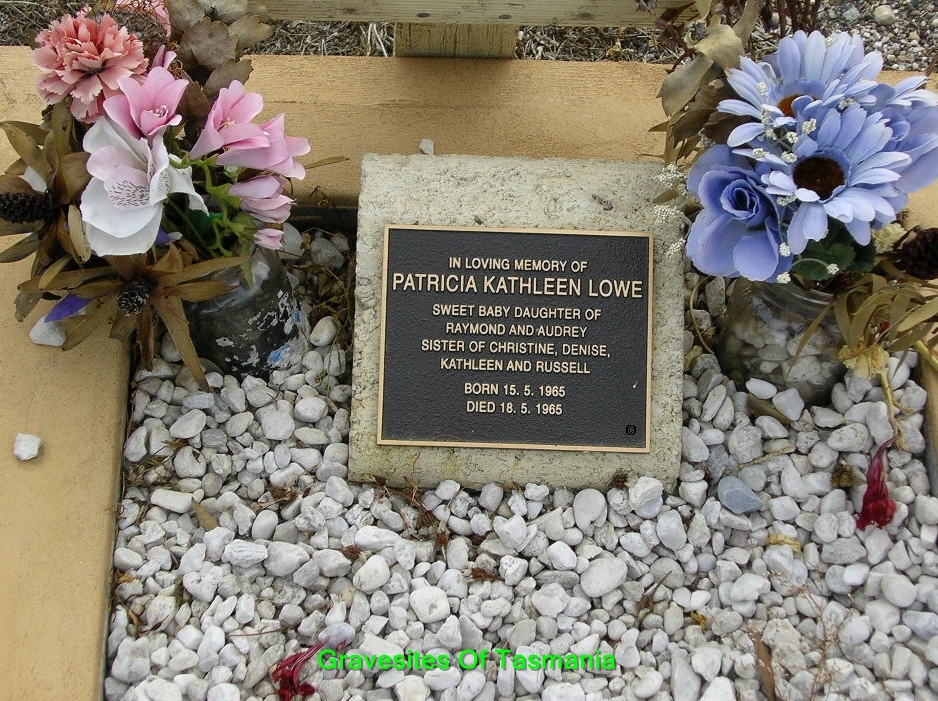 IN LOVING MEMORY OF
PATRICIA KATHLEEN LOWE
SWEET BABY DAUGHTER OF
RAYMOND AND AUDREY
SISTER OF CHRISTINE, DENISE,
KATHLEEN AND RUSSELL
BORN 15. 5. 1965
DIED 18. 5. 1965
Gravesites Of Tasmania